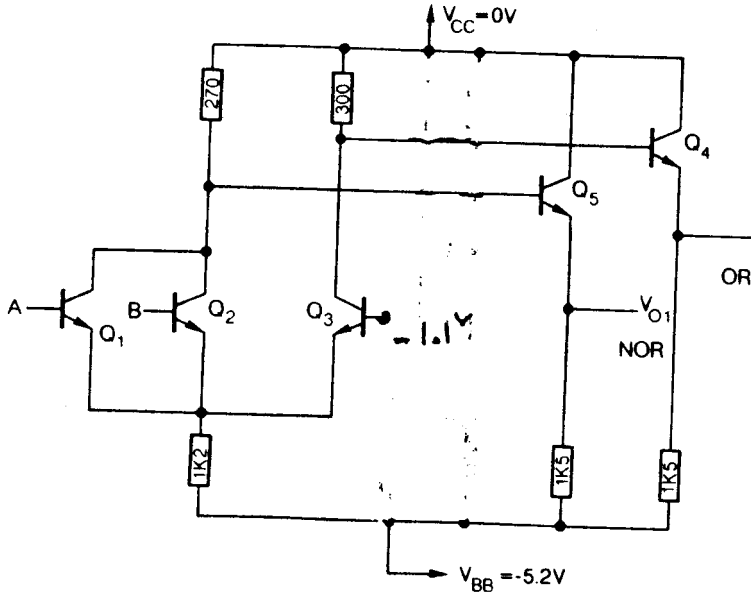 V_CC = 0V
270
300
Q4
Q5
A
Q1
B
Q2
Q3
-1.1V
V_O1
NOR
OR
1K2
1K5
1K5
V_BB = -5.2V